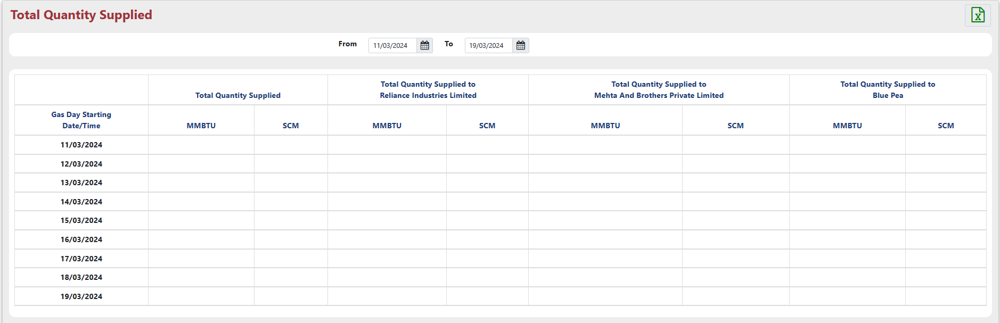 Total Quantity Supplied
From 11/03/2024 To 19/03/2024
Total Quantity Supplied
Total Quantity Supplied to
Reliance Industries Limited
Total Quantity Supplied to
Mehta And Brothers Private Limited
Total Quantity Supplied to
Blue Pea
Gas Day Starting
Date/Time
MMBTU SCM MMBTU SCM MMBTU SCM MMBTU SCM
11/03/2024
12/03/2024
13/03/2024
14/03/2024
15/03/2024
16/03/2024
17/03/2024
18/03/2024
19/03/2024